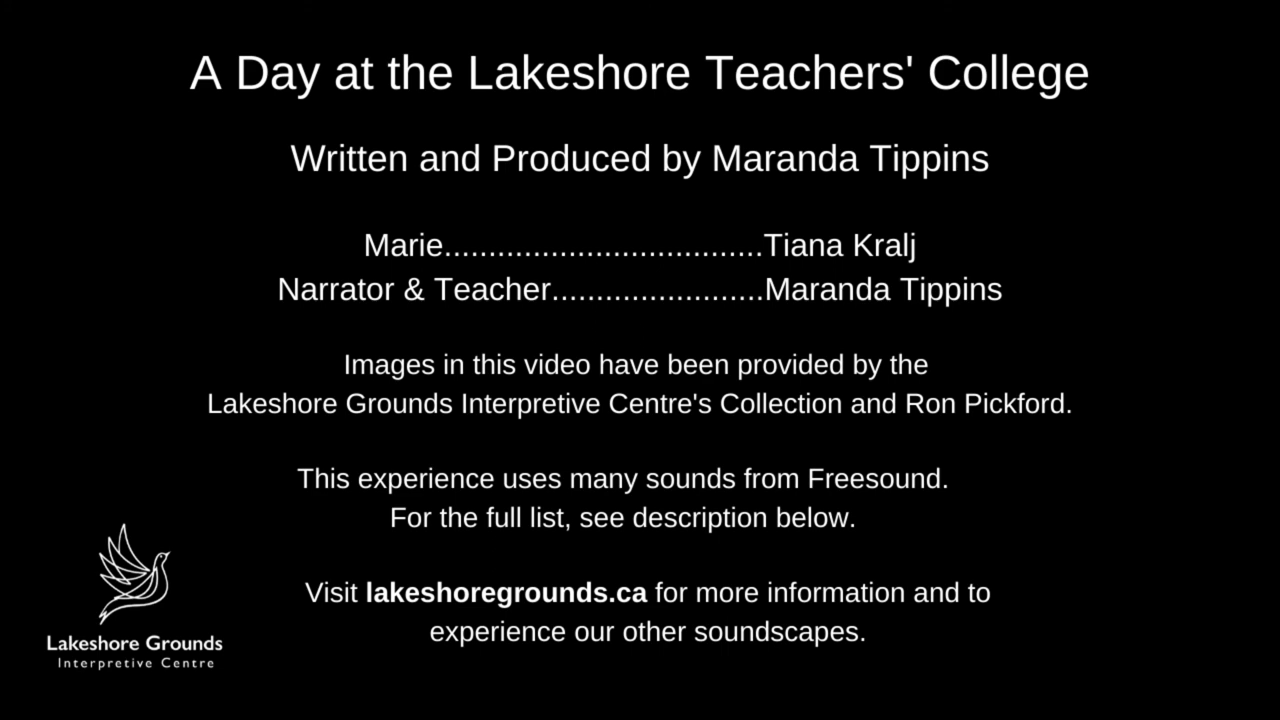 A Day at the Lakeshore Teachers' College
Written and Produced by Maranda Tippins
Marie....................................Tiana Kralj
Narrator & Teacher........................Maranda Tippins
Images in this video have been provided by the
Lakeshore Grounds Interpretive Centre's Collection and Ron Pickford.
This experience uses many sounds from Freesound.
For the full list, see description below.
Visit lakeshoregrounds.ca for more information and to
experience our other soundscapes.
Lakeshore Grounds
Interpretive Centre